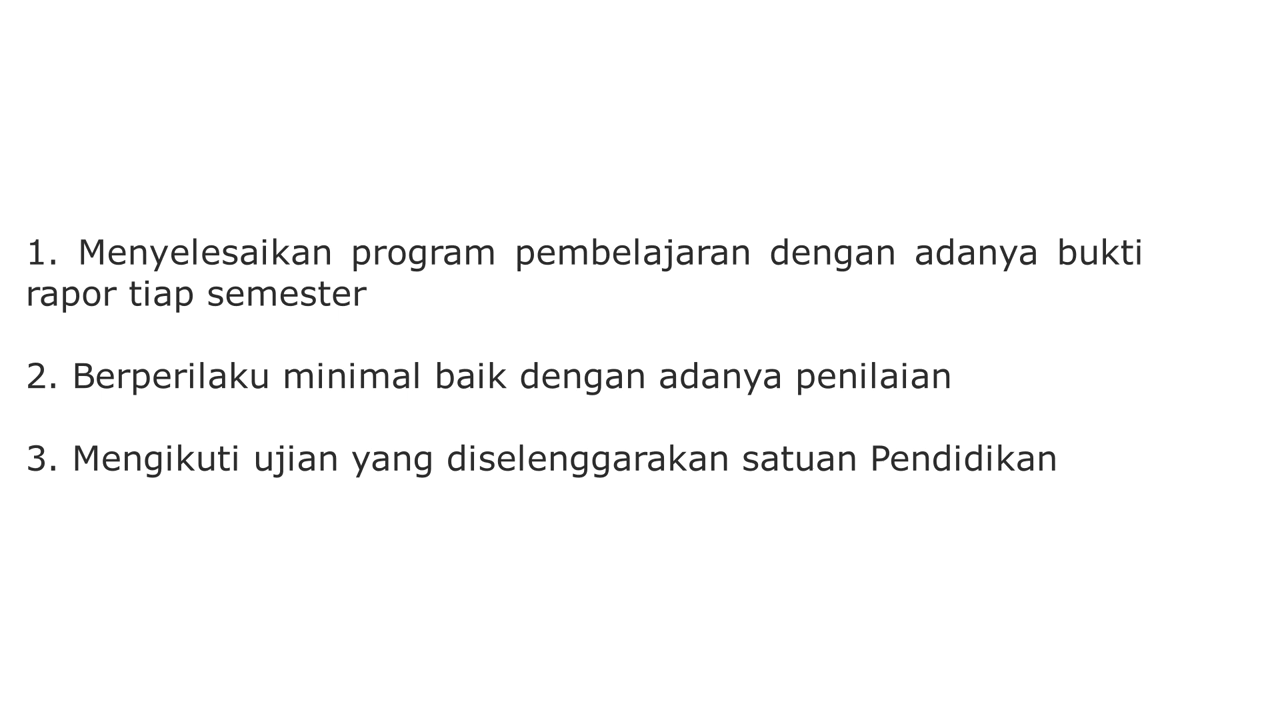 1. Menyelesaikan program pembelajaran dengan adanya bukti
rapor tiap semester
2. Berperilaku minimal baik dengan adanya penilaian
3. Mengikuti ujian yang diselenggarakan satuan Pendidikan